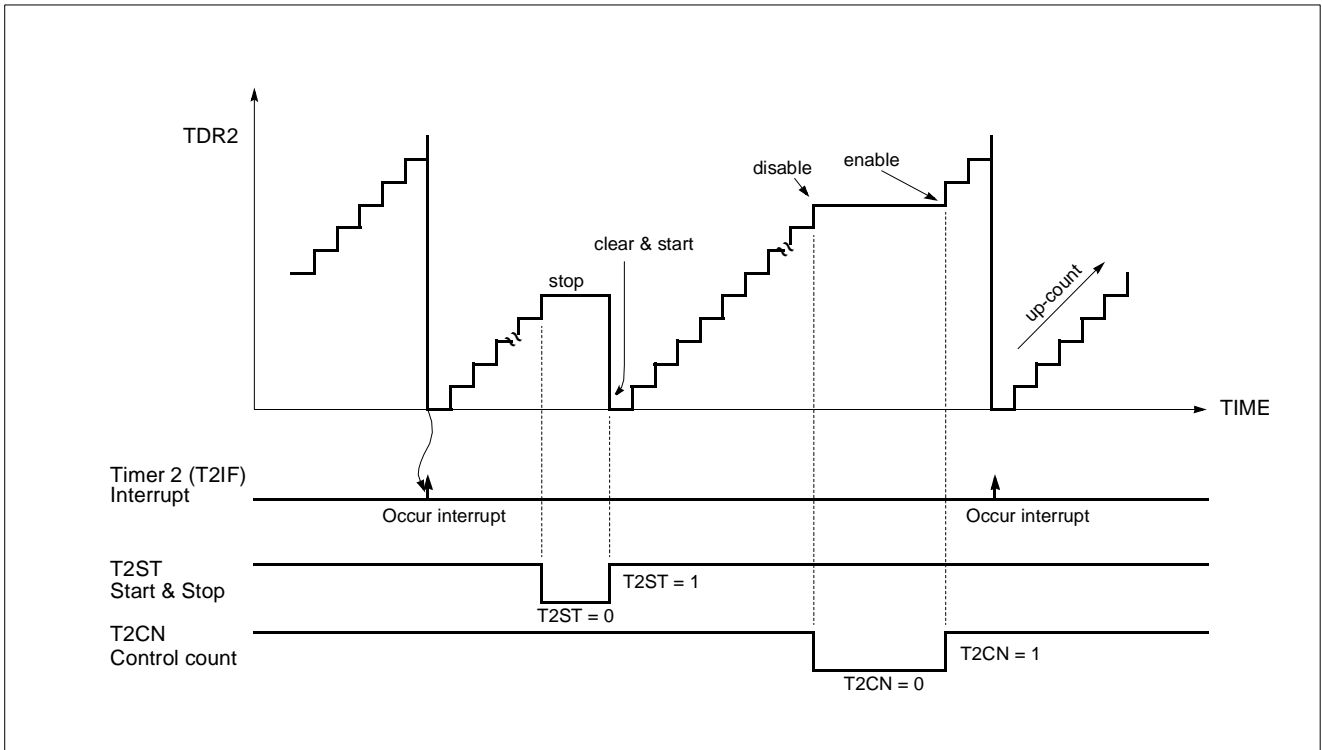 TDR2
disable
enable
clear & start
stop
up-count
TIME
Timer 2 (T2IF)
Interrupt
Occur interrupt
Occur interrupt
T2ST
Start & Stop
T2ST = 1
T2ST = 0
T2CN
Control count
T2CN = 1
T2CN = 0